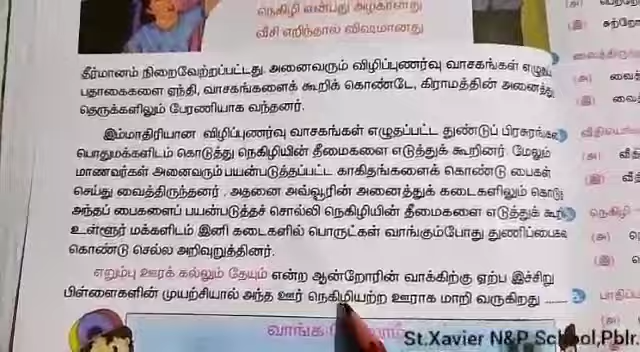 நெகிழி என்பது அழகானது
வீசி எறிந்தால் விஷமானது
தீர்மானம் நிறைவேற்றப்பட்டது. அனைவரும் விழிப்புணர்வு வாசகங்கள்
பதாகைகளை ஏந்தி, வாசகங்களைக் கூறிக் கொண்டே, கிராமத்தின் அனைத்து
தெருக்களிலும் பேரணியாக வந்தனர்.
இம்மாதிரியான விழிப்புணர்வு வாசகங்கள் எழுதப்பட்ட துண்டுப் பிரசுரங்களை
பொதுமக்களிடம் கொடுத்து நெகிழியின் தீமைகளை எடுத்துக் கூறினர். மேலும்
மாணவர்கள் அனைவரும் பயன்படுத்தப்பட்ட காகிதங்களைக் கொண்டு பைகள்
செய்து வைத்திருந்தனர் . அதனை அவ்வூரின் அனைத்துக் கடைகளிலும்
அந்தப் பைகளைப் பயன்படுத்தச் சொல்லி நெகிழியின் தீமைகளை எடுத்துக்
உள்ளூர் மக்களிடம் இனி கடைகளில் பொருட்கள் வாங்கும்போது துணிப்பைகள்
கொண்டு செல்ல அறிவுறுத்தினர்.
எறும்பு ஊரக் கல்லும் தேயும் என்ற ஆன்றோரின் வாக்கிற்கு ஏற்ப இச்சிறு
பிள்ளைகளின் முயற்சியால் அந்த ஊர் நெகிழியற்ற ஊராக மாறி வருகிறது ......
St.Xavier N&P School,Pblr.